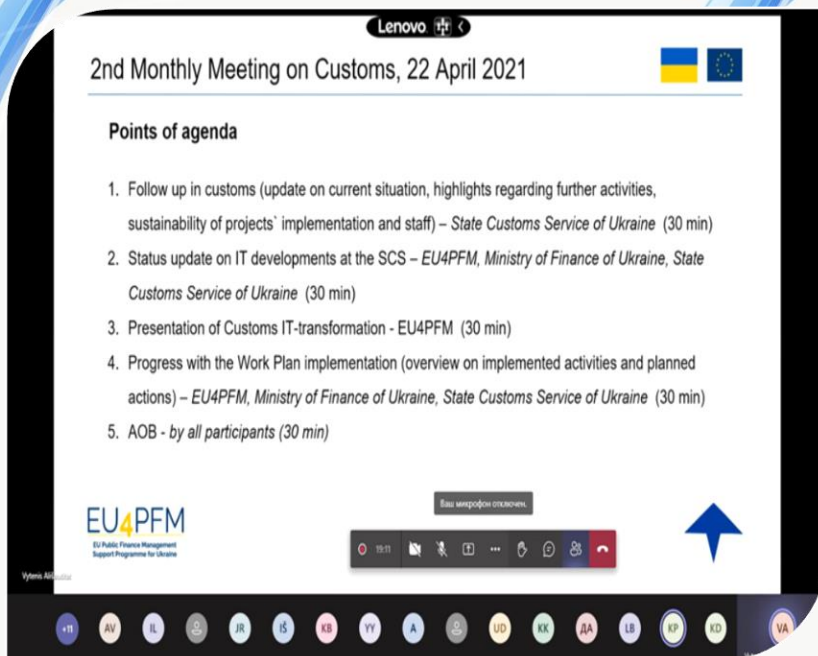 Lenovo
2nd Monthly Meeting on Customs, 22 April 2021
Points of agenda
1. Follow up in customs (update on current situation, highlights regarding further activities,
sustainability of projects` implementation and staff) – State Customs Service of Ukraine (30 min)
2. Status update on IT developments at the SCS – EU4PFM, Ministry of Finance of Ukraine, State
Customs Service of Ukraine (30 min)
3. Presentation of Customs IT-transformation - EU4PFM (30 min)
4. Progress with the Work Plan implementation (overview on implemented activities and planned
actions) – EU4PFM, Ministry of Finance of Ukraine, State Customs Service of Ukraine (30 min)
5. AOB - by all participants (30 min)
Ваш микрофон отключен.
EU4PFM
EU Public Finance Management
Support Programme for Ukraine
19:11
Vytenis
+11 AV IL JR IŠ KB YY A UD KK ДА LB KP KD VA